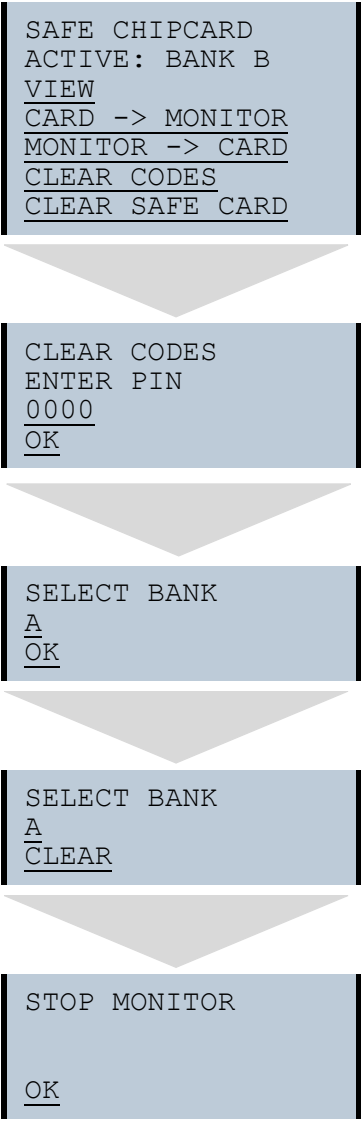 SAFE CHIPCARD
ACTIVE: BANK B
VIEW
CARD -> MONITOR
MONITOR -> CARD
CLEAR CODES
CLEAR SAFE CARD
CLEAR CODES
ENTER PIN
0000
OK
SELECT BANK
A
OK
SELECT BANK
A
CLEAR
STOP MONITOR
OK